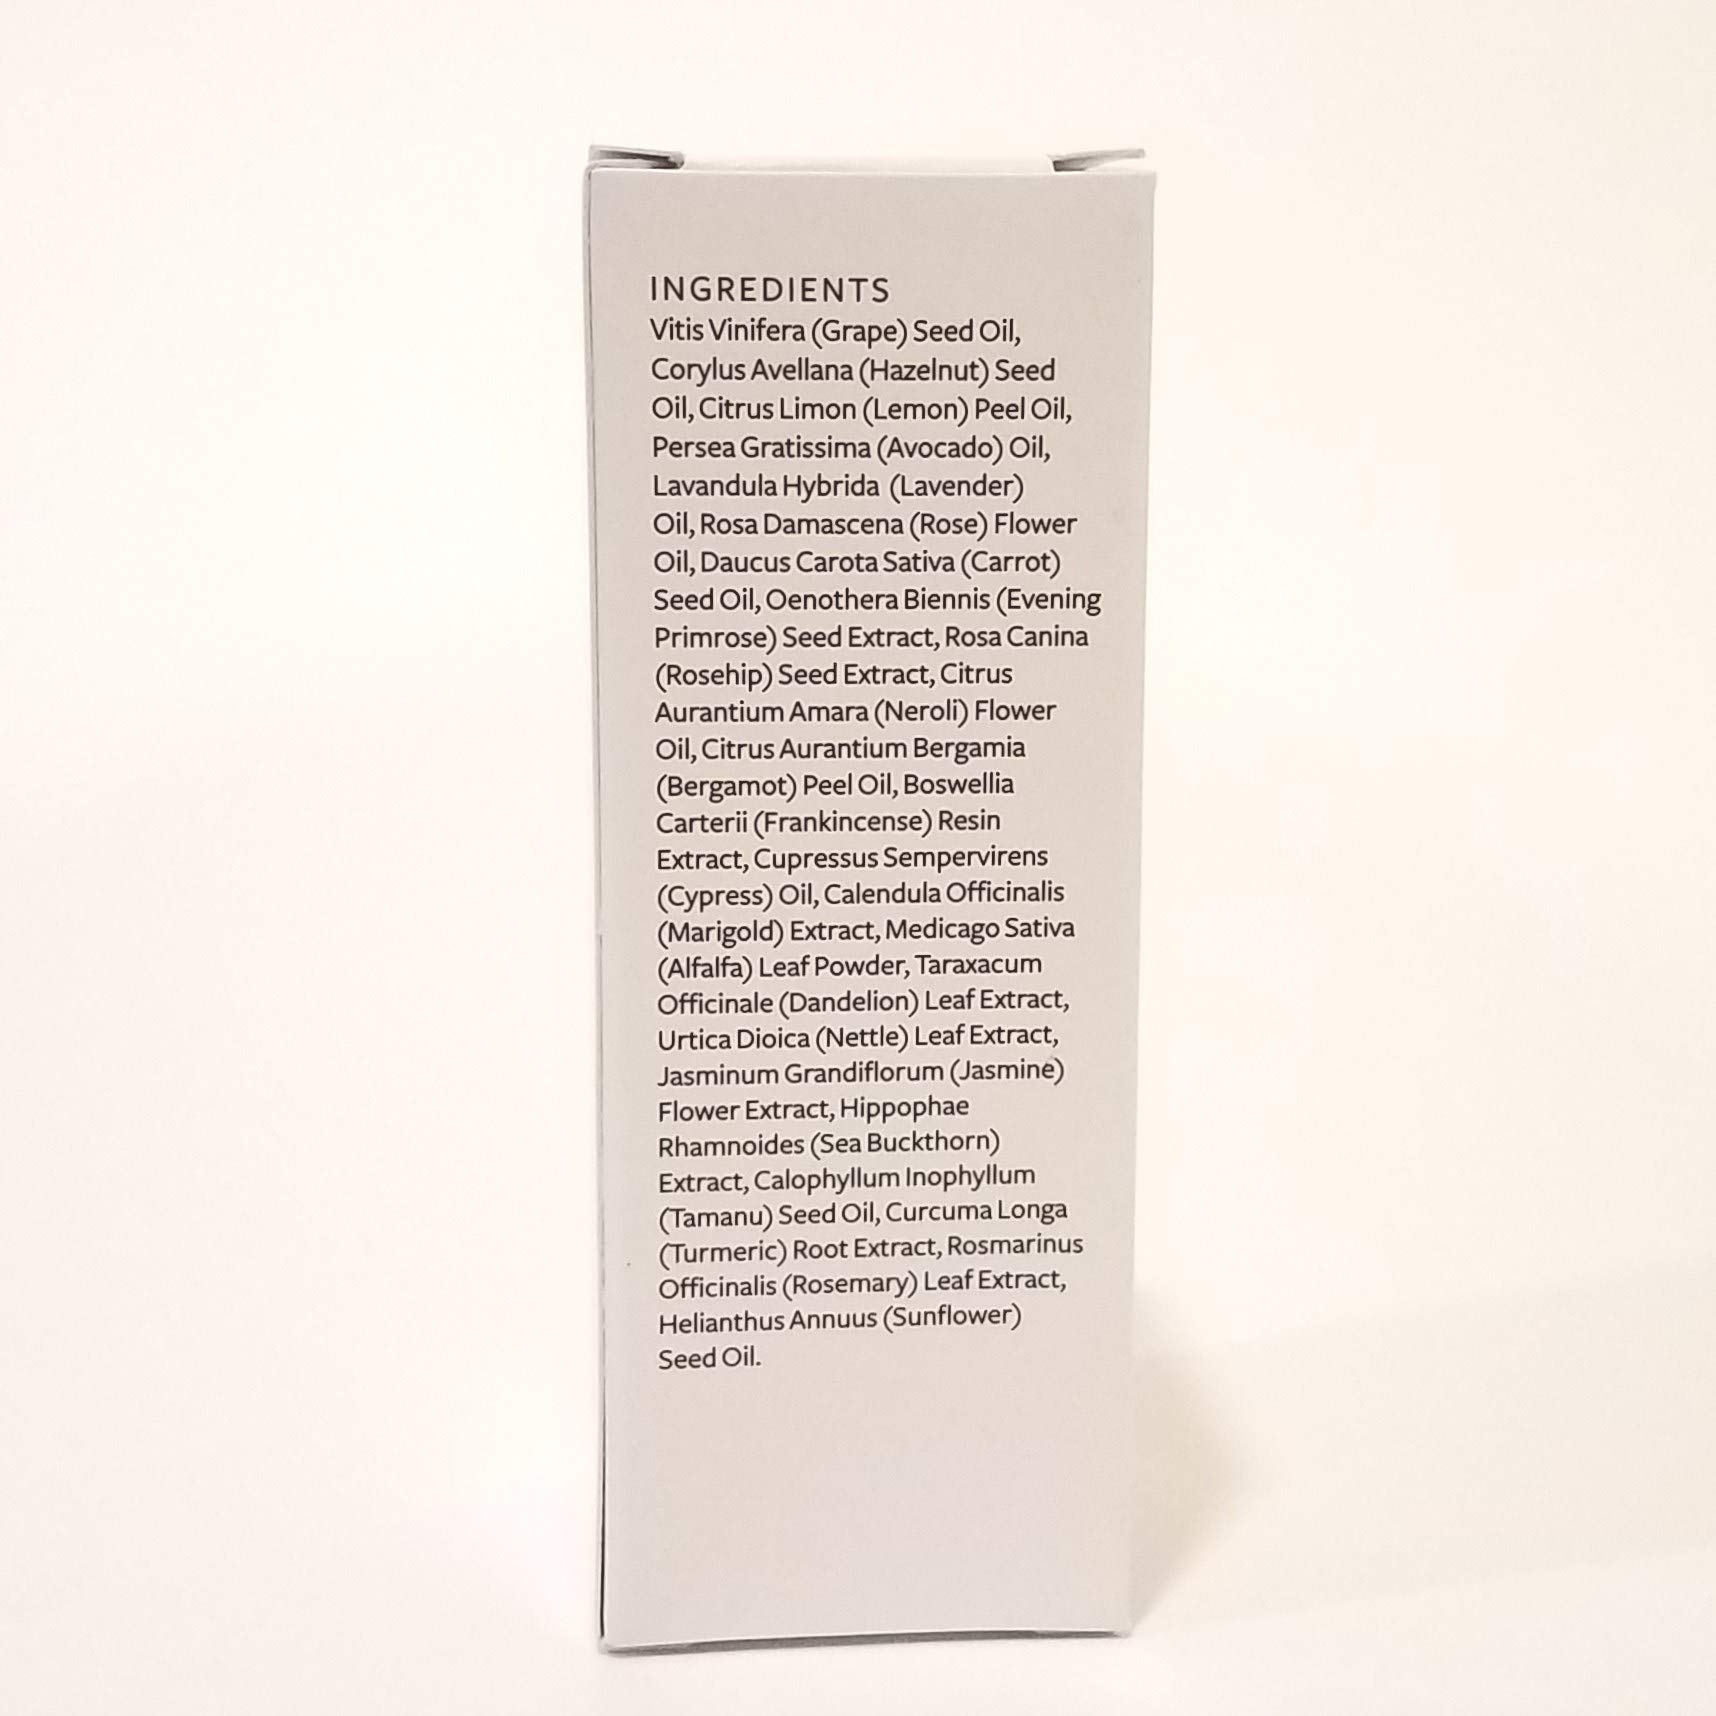 INGREDIENTS
Vitis Vinifera (Grape) Seed Oil,
Corylus Avellana (Hazelnut) Seed
Oil, Citrus Limon (Lemon) Peel Oil,
Persea Gratissima (Avocado) Oil,
Lavandula Hybrida (Lavender)
Oil, Rosa Damascena (Rose) Flower
Oil, Daucus Carota Sativa (Carrot)
Seed Oil, Oenothera Biennis (Evening
Primrose) Seed Extract, Rosa Canina
(Rosehip) Seed Extract, Citrus
Aurantium Amara (Neroli) Flower
Oil, Citrus Aurantium Bergamia
(Bergamot) Peel Oil, Boswellia
Carterii (Frankincense) Resin
Extract, Cupressus Sempervirens
(Cypress) Oil, Calendula Officinalis
(Marigold) Extract, Medicago Sativa
(Alfalfa) Leaf Powder, Taraxacum
Officinale (Dandelion) Leaf Extract,
Urtica Dioica (Nettle) Leaf Extract,
Jasminum Grandiflorum (Jasmine)
Flower Extract, Hippophae
Rhamnoides (Sea Buckthorn)
Extract, Calophyllum Inophyllum
(Tamanu) Seed Oil, Curcuma Longa
(Turmeric) Root Extract, Rosmarinus
Officinalis (Rosemary) Leaf Extract,
Helianthus Annuus (Sunflower)
Seed Oil.